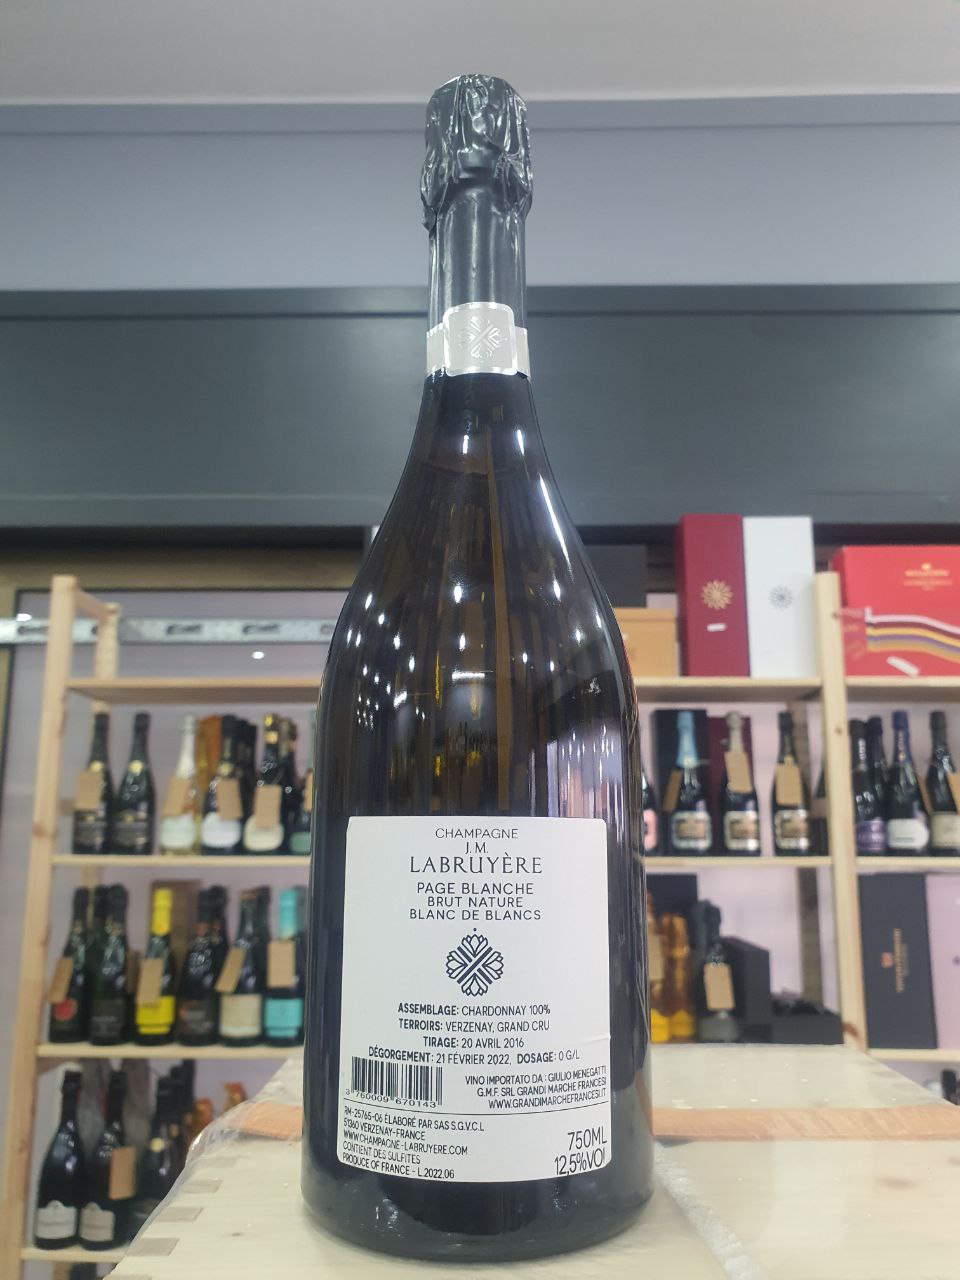 CHAMPAGNE
J.M.
LABRUYÈRE
PAGE BLANCHE
BRUT NATURE
BLANC DE BLANCS
ASSEMBLAGE: CHARDONNAY 100%
TERROIRS: VERZENAY, GRAND CRU
TIRAGE: 20 AVRIL 2016
DÉGORGEMENT: 21 FÉVRIER 2022, DOSAGE: 0 G/L
3 760009 670143
VINO IMPORTATO DA : GIULIO MENEGATTI
G.M.F. SRL GRANDI MARCHE FRANCESI
WWW.GRANDIMARCHEFRANCESI.IT
RM-25765-06 ÉLABORÉ PAR SAS S.G.V.C.L
51360 VERZENAY-FRANCE
WWW.CHAMPAGNE-LABRUYERE.COM
CONTIENT DES SULFITES
PRODUCE OF FRANCE - L 2022.06
750ML
12,5%VOl